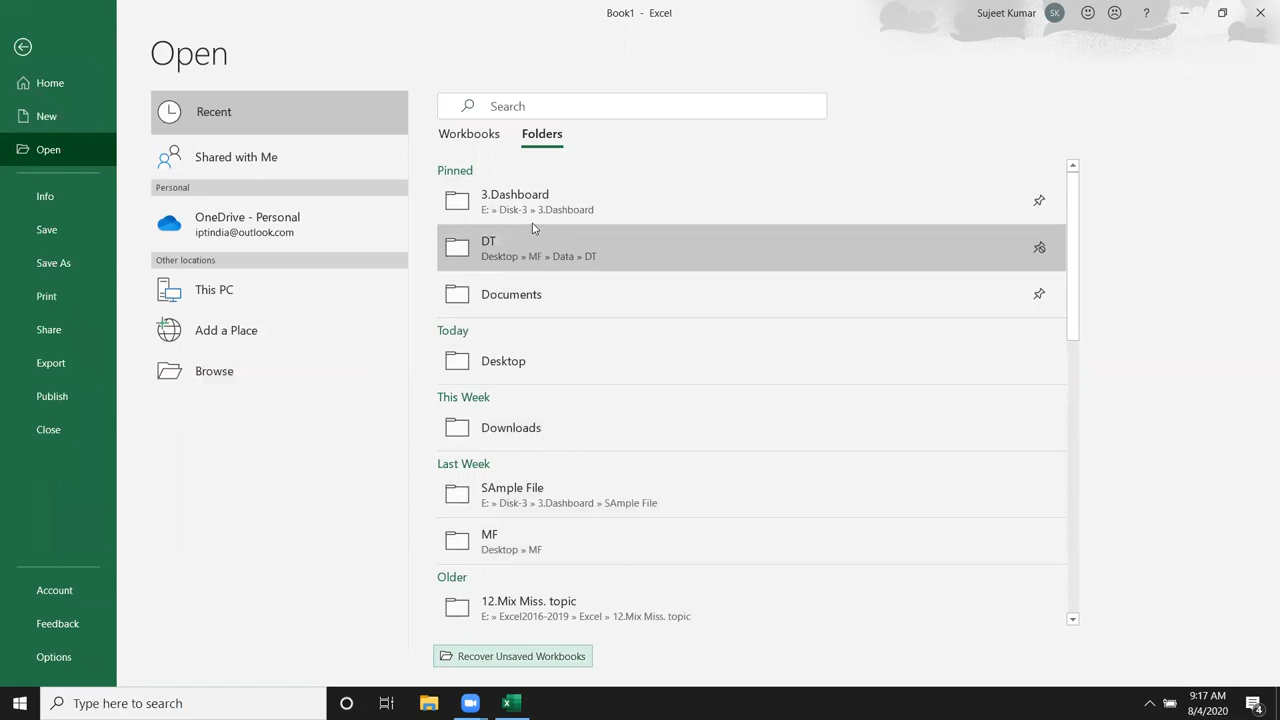 Book1 - Excel
Sujeet Kumar
SK
?
Home
New
Open
Info
Save
Save As
Print
Share
Export
Publish
Close
Account
Feedback
Options
Open
Recent
Shared with Me
Personal
OneDrive - Personal
iptindia@outlook.com
Other locations
This PC
Add a Place
Browse
Search
Workbooks
Folders
Pinned
3.Dashboard
E: » Disk-3 » 3.Dashboard
DT
Desktop » MF » Data » DT
Documents
Today
Desktop
This Week
Downloads
Last Week
SAmple File
E: » Disk-3 » 3.Dashboard » SAmple File
MF
Desktop » MF
Older
12.Mix Miss. topic
E: » Excel2016-2019 » Excel » 12.Mix Miss. topic
Recover Unsaved Workbooks
Type here to search
9:17 AM
8/4/2020
4